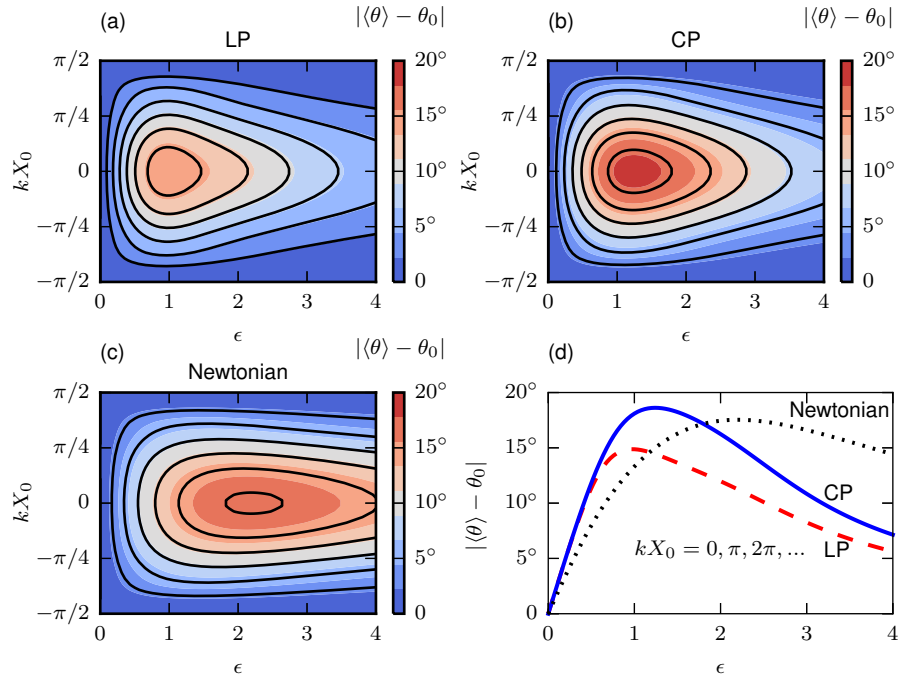 (a)
|⟨θ⟩ − θ₀|
LP
π/2
π/4
0
−π/4
−π/2
kX₀
0 1 2 3 4
ϵ
20°
15°
10°
5°
0
(b)
|⟨θ⟩ − θ₀|
CP
π/2
π/4
0
−π/4
−π/2
kX₀
0 1 2 3 4
ϵ
20°
15°
10°
5°
0
(c)
|⟨θ⟩ − θ₀|
Newtonian
π/2
π/4
0
−π/4
−π/2
kX₀
0 1 2 3 4
ϵ
20°
15°
10°
5°
0
(d)
20°
15°
10°
5°
0
|⟨θ⟩ − θ₀|
Newtonian
CP
LP
kX₀ = 0, π, 2π, ...
0 1 2 3 4
ϵ